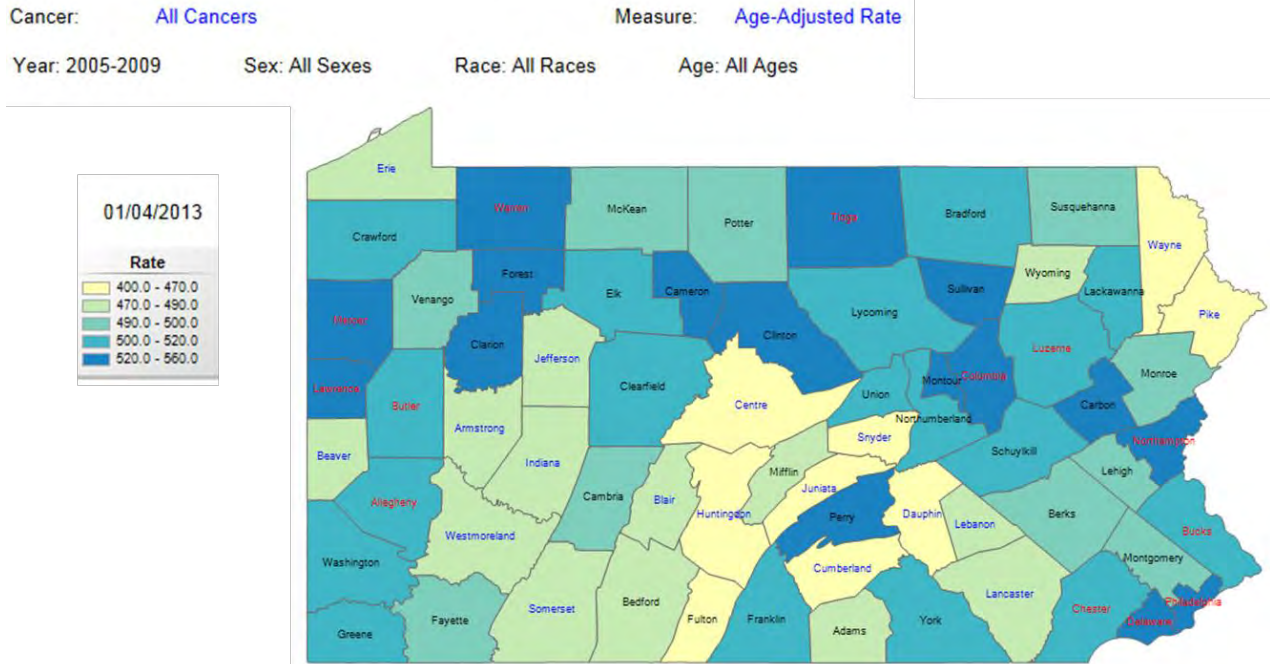 Cancer: All Cancers Measure: Age-Adjusted Rate
Year: 2005-2009 Sex: All Sexes Race: All Races Age: All Ages
01/04/2013
Rate
400.0 - 470.0
470.0 - 490.0
490.0 - 500.0
500.0 - 520.0
520.0 - 560.0
Erie
Warren
McKean
Potter
Tioga
Bradford
Susquehanna
Crawford
Wayne
Forest
Wyoming
Venango
Elk
Cameron
Sullivan
Lackawanna
Mercer
Lycoming
Pike
Clarion
Clinton
Jefferson
Luzerne
Lawrence
Clearfield
Montour
Columbia
Monroe
Butler
Centre
Union
Carbon
Armstrong
Northumberland
Snyder
Northampton
Beaver
Indiana
Schuylkill
Mifflin
Lehigh
Allegheny
Cambria
Blair
Juniata
Huntingdon
Perry
Dauphin
Lebanon
Berks
Westmoreland
Bucks
Washington
Cumberland
Montgomery
Somerset
Bedford
Lancaster
Philadelphia
Chester
Greene
Fayette
Fulton
Franklin
Adams
York
Delaware